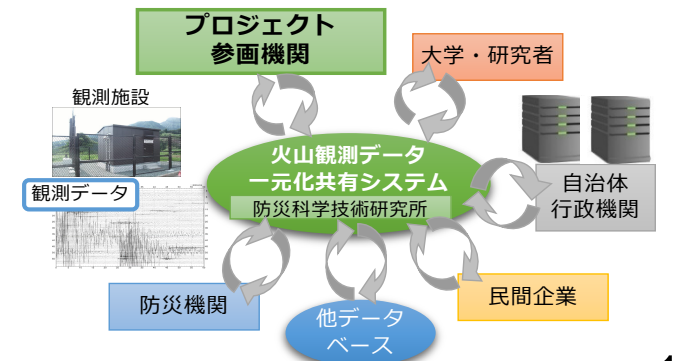 プロジェクト
参画機関
大学・研究者
観測施設
火山観測データ
一元化共有システム
防災科学技術研究所
観測データ
自治体
行政機関
防災機関
他データ
ベース
民間企業